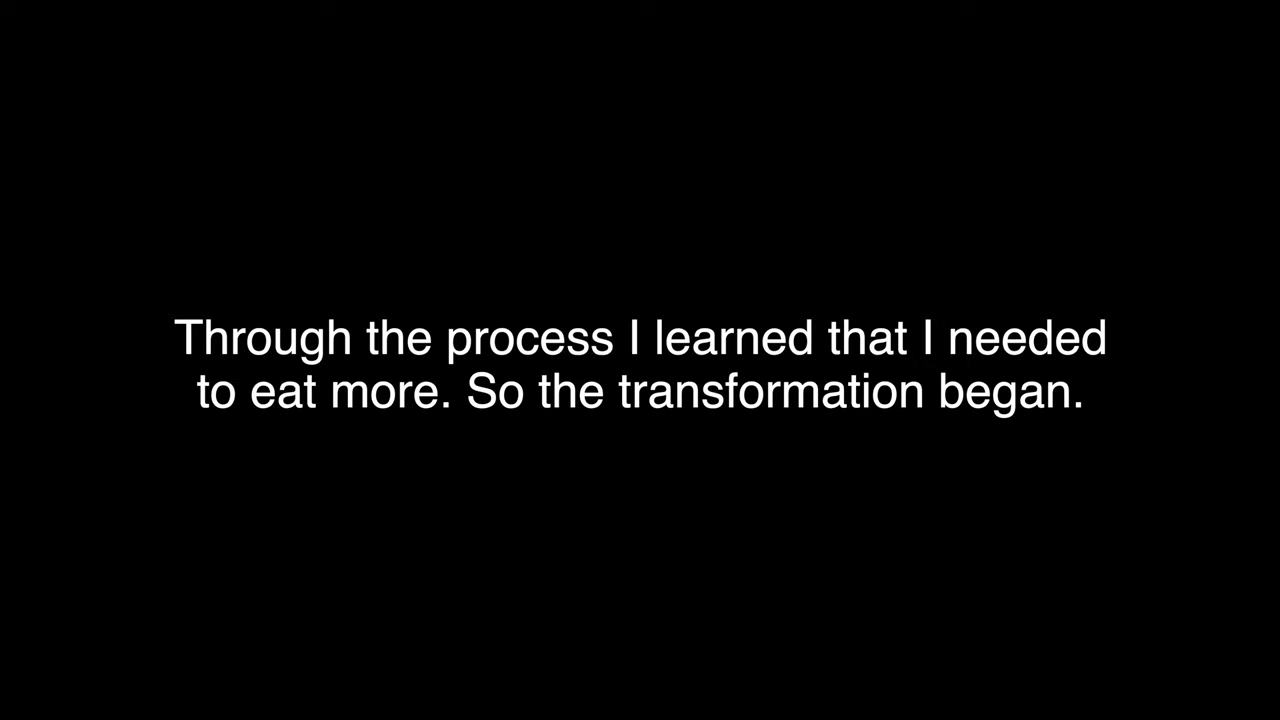 Through the process I learned that I needed
to eat more. So the transformation began.